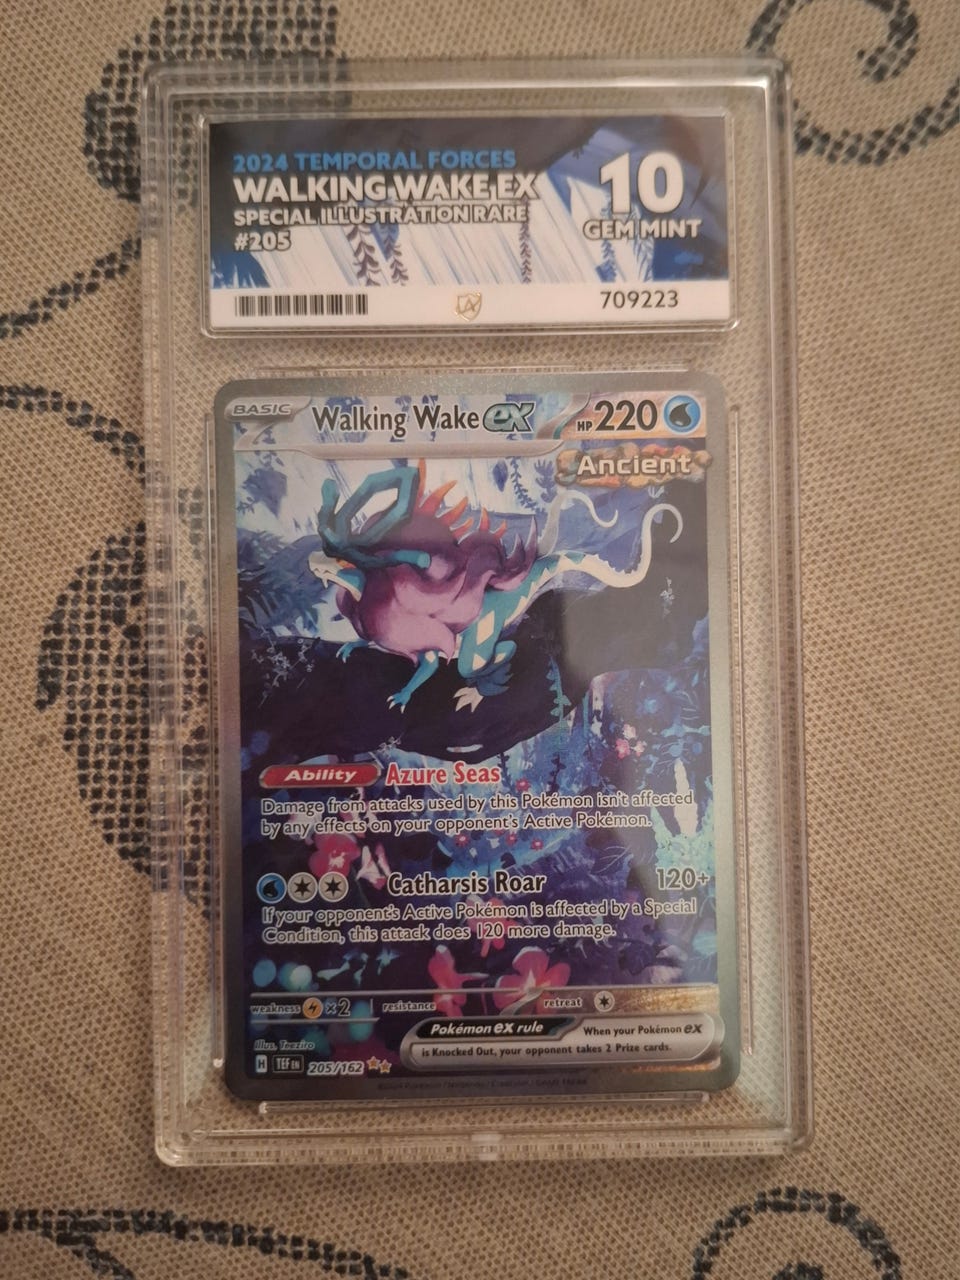 2024 TEMPORAL FORCES
WALKING WAKE EX
SPECIAL ILLUSTRATION RARE
#205
10
GEM MINT
709223
BASIC
Walking Wake ex
HP 220
Ancient
Ability Azure Seas
Damage from attacks used by this Pokémon isn't affected
by any effects on your opponent's Active Pokémon.
Catharsis Roar 120+
If your opponent's Active Pokémon is affected by a Special
Condition, this attack does 120 more damage.
weakness ×2 resistance retreat
Pokémon ex rule When your Pokémon ex
is Knocked Out, your opponent takes 2 Prize cards.
Illus. Teeziro
H TEF EN 205/162